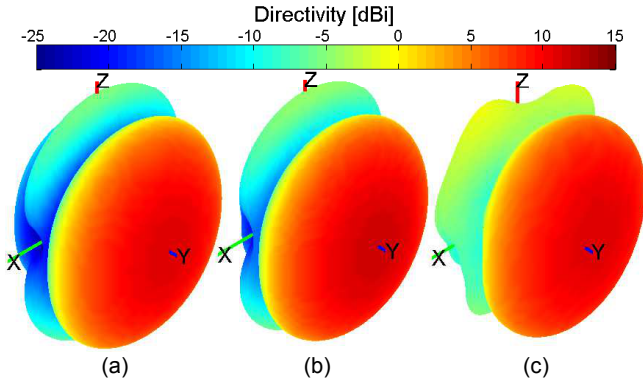 Directivity [dBi]
-25 -20 -15 -10 -5 0 5 10 15
Z Z Z
X Y X Y X Y
(a) (b) (c)